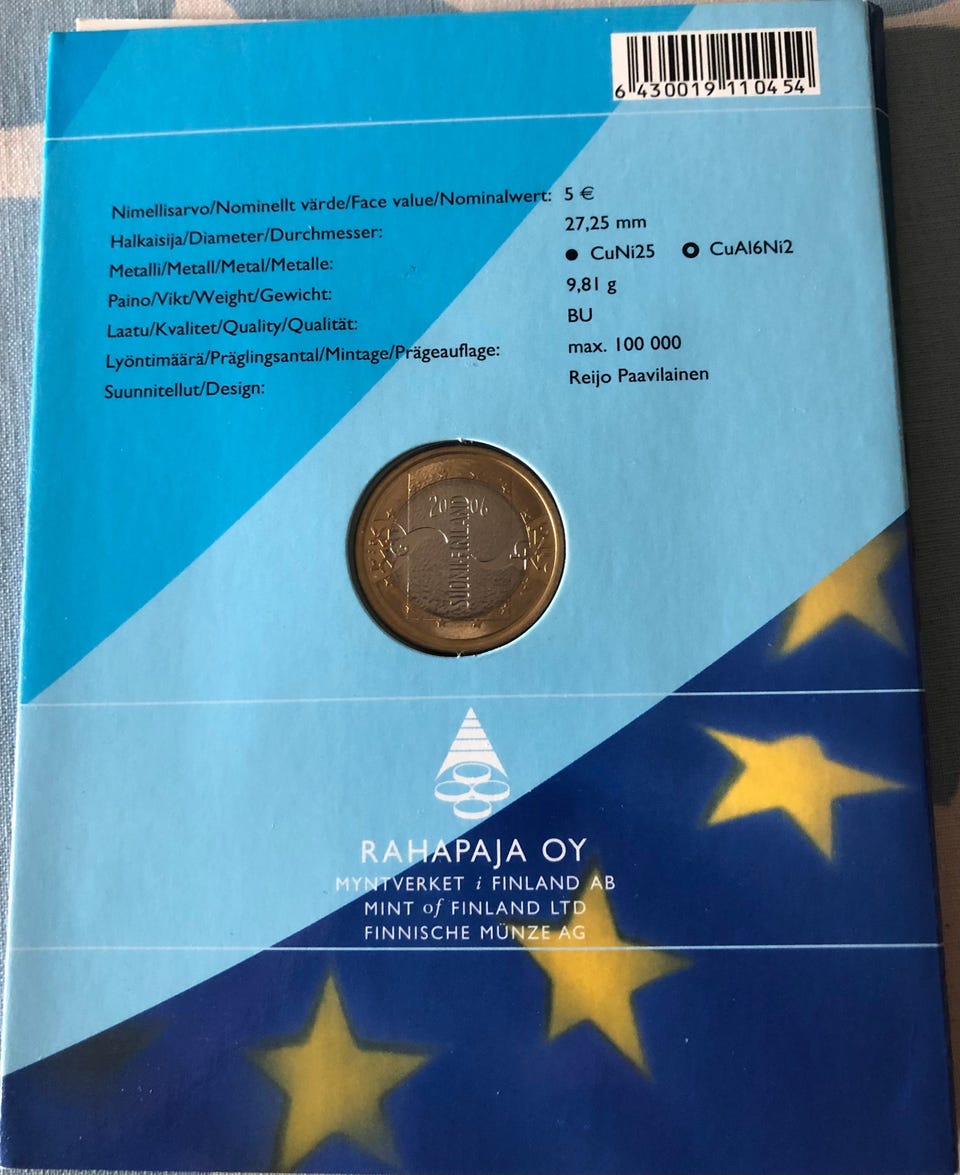 6 430019 110454
Nimellisarvo/Nominellt värde/Face value/Nominalwert: 5 €
Halkaisija/Diameter/Durchmesser: 27,25 mm
Metalli/Metall/Metal/Metalle: ● CuNi25 O CuAl6Ni2
Paino/Vikt/Weight/Gewicht: 9,81 g
Laatu/Kvalitet/Quality/Qualität: BU
Lyöntimäärä/Präglingsantal/Mintage/Prägeauflage: max. 100 000
Suunnitellut/Design: Reijo Paavilainen
2006
SUOMI-FINLAND
5
RAHAPAJA OY
MYNTVERKET i FINLAND AB
MINT of FINLAND LTD
FINNISCHE MÜNZE AG